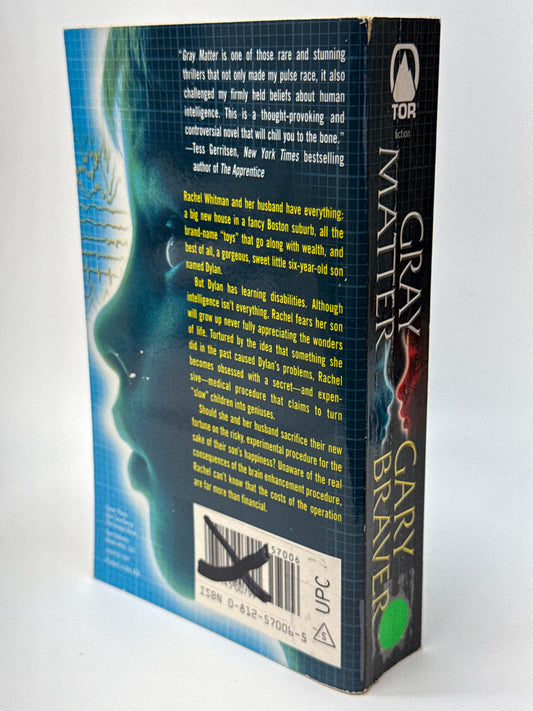 “Gray Matter is one of those rare and stunning
thrillers that not only made my pulse race, it also
challenged my firmly held beliefs about human
intelligence. This is a thought-provoking and
controversial novel that will chill you to the bone.”
—Tess Gerritsen, New York Times bestselling
author of The Apprentice
Rachel Whitman and her husband have everything:
a big new house in a fancy Boston suburb, all the
brand-name “toys” that go along with wealth, and
best of all, a gorgeous, sweet little six-year-old son
named Dylan.
But Dylan has learning disabilities. Although
intelligence isn’t everything, Rachel fears her son
will grow up never fully appreciating the wonders
of life. Tortured by the idea that something she
did in the past caused Dylan’s problems, Rachel
becomes obsessed with a secret—and expen-
sive—medical procedure that claims to turn
“slow” children into geniuses.
Should she and her husband sacrifice their new
fortune on the risky, experimental procedure for the
sake of their son’s happiness? Unaware of the real
consequences of the brain enhancement procedure,
Rachel can’t know that the costs of the operation
are far more than financial.
57006
ISBN 0-812-57006-5
UPC
S
TOR
fiction
GRAY
MATTER
GARY
BRAVER